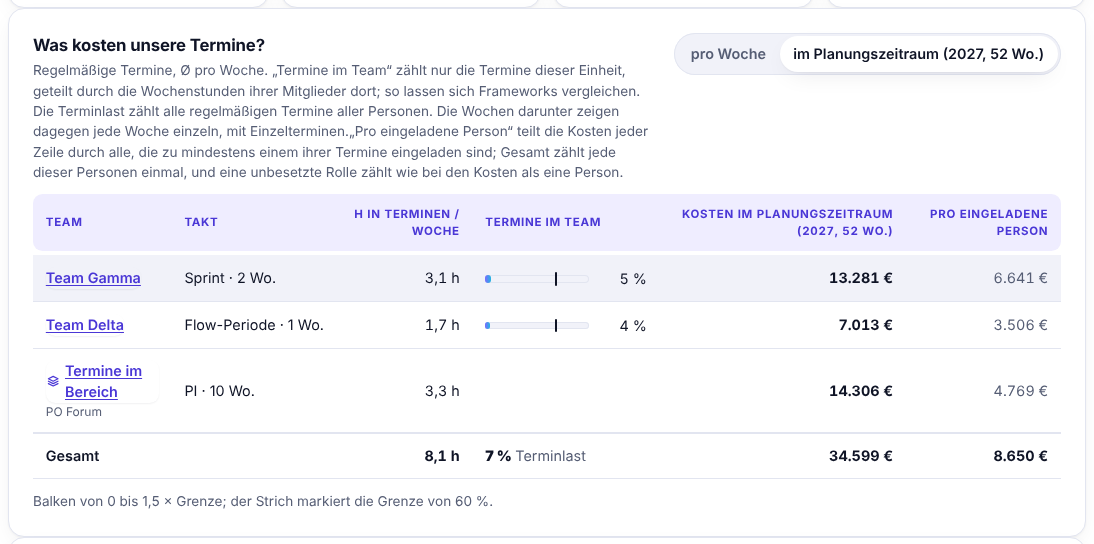 Was kosten unsere Termine?
pro Woche
im Planungszeitraum (2027, 52 Wo.)
Regelmäßige Termine, Ø pro Woche. „Termine im Team“ zählt nur die Termine dieser Einheit,
geteilt durch die Wochenstunden ihrer Mitglieder dort; so lassen sich Frameworks vergleichen.
Die Terminlast zählt alle regelmäßigen Termine aller Personen. Die Wochen darunter zeigen
dagegen jede Woche einzeln, mit Einzelterminen.„Pro eingeladene Person“ teilt die Kosten jeder
Zeile durch alle, die zu mindestens einem ihrer Termine eingeladen sind; Gesamt zählt jede
dieser Personen einmal, und eine unbesetzte Rolle zählt wie bei den Kosten als eine Person.
TEAM TAKT H IN TERMINEN / WOCHE TERMINE IM TEAM KOSTEN IM PLANUNGSZEITRAUM (2027, 52 WO.) PRO EINGELADENE PERSON
Team Gamma Sprint · 2 Wo. 3,1 h 5 % 13.281 € 6.641 €
Team Delta Flow-Periode · 1 Wo. 1,7 h 4 % 7.013 € 3.506 €
Termine im
Bereich PI · 10 Wo. 3,3 h 14.306 € 4.769 €
PO Forum
Gesamt 8,1 h 7 % Terminlast 34.599 € 8.650 €
Balken von 0 bis 1,5 × Grenze; der Strich markiert die Grenze von 60 %.